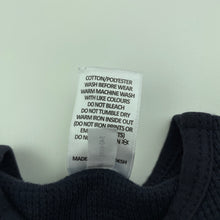 COTTON/POLYESTER
WASH BEFORE WEAR
WARM MACHINE WASH
WITH LIKE COLOURS
DO NOT BLEACH
DO NOT TUMBLE DRY
WARM IRON INSIDE OUT
(DO NOT IRON PRINTS OR
MADE